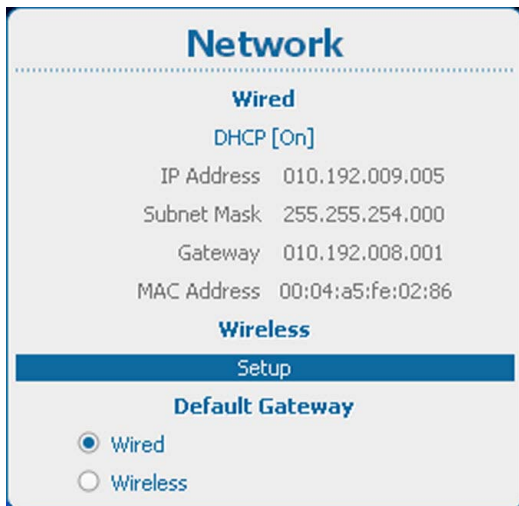 Network
Wired
DHCP [On]
IP Address 010.192.009.005
Subnet Mask 255.255.254.000
Gateway 010.192.008.001
MAC Address 00:04:a5:fe:02:86
Wireless
Setup
Default Gateway
Wired
Wireless